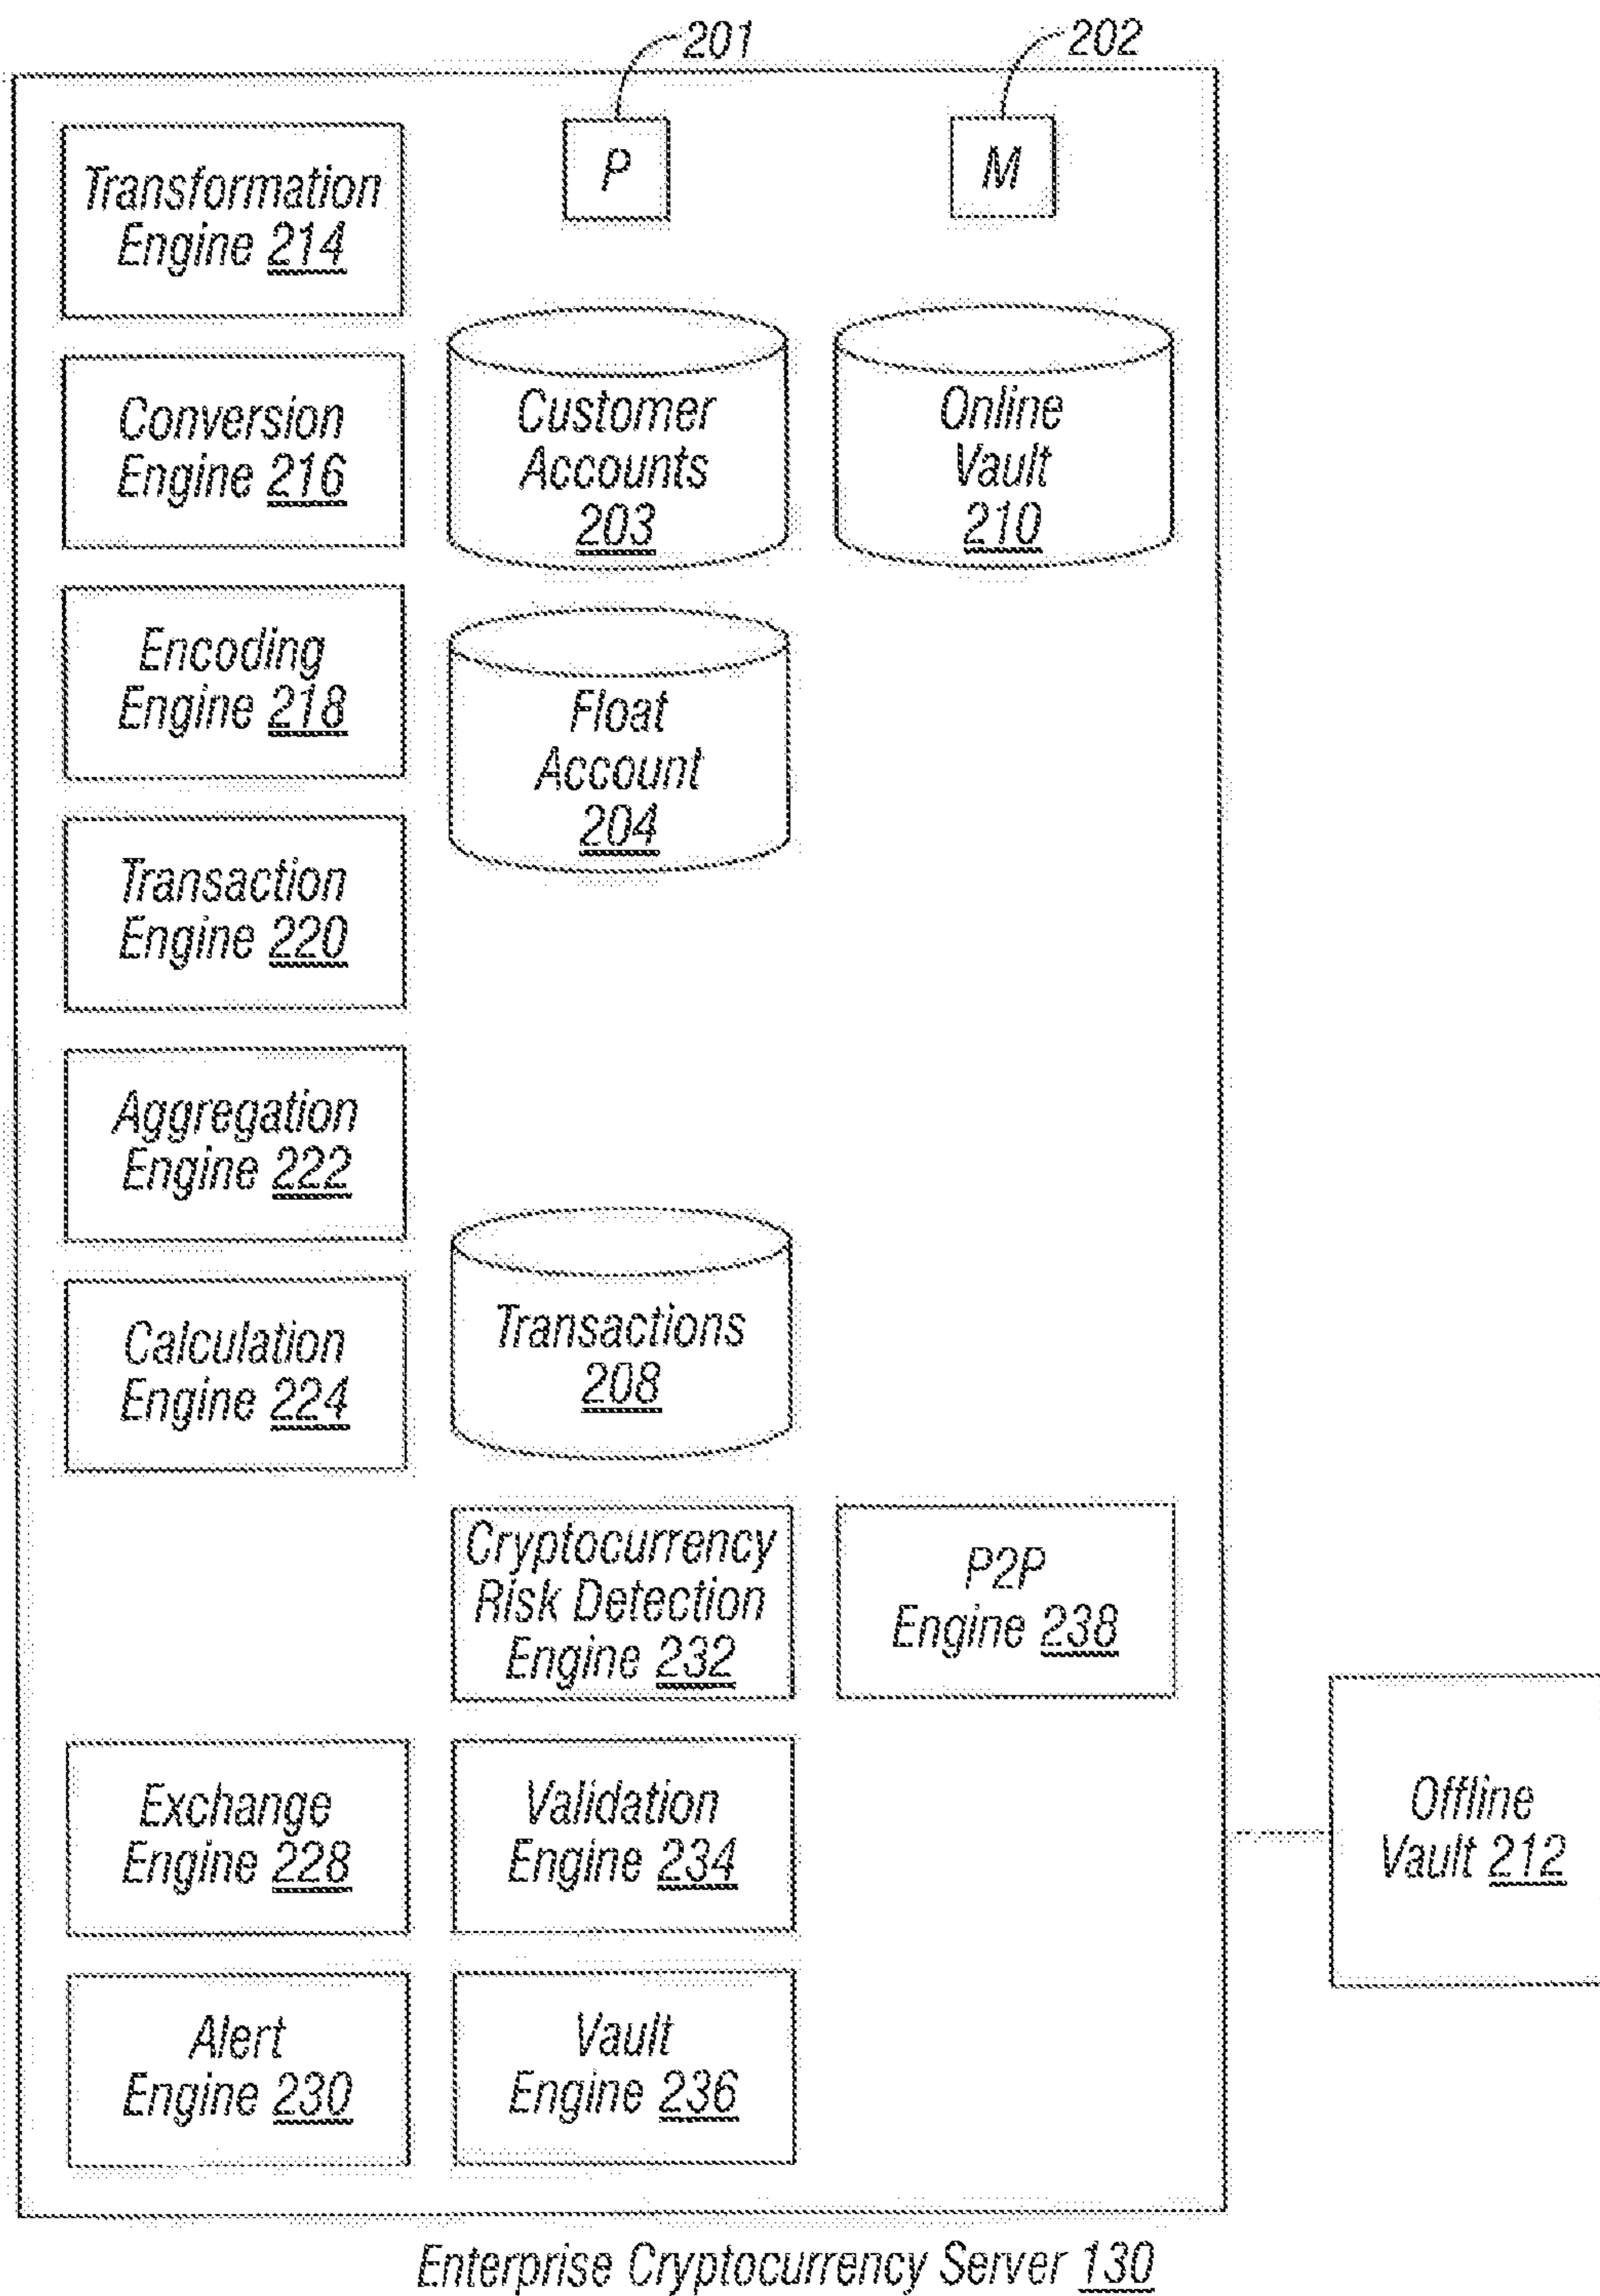 201
202
P
M
Transformation
Engine 214
Conversion
Engine 216
Customer
Accounts
203
Online
Vault
210
Encoding
Engine 218
Float
Account
204
Transaction
Engine 220
Aggregation
Engine 222
Calculation
Engine 224
Transactions
208
Cryptocurrency
Risk Detection
Engine 232
P2P
Engine 238
Exchange
Engine 228
Validation
Engine 234
Offline
Vault 212
Alert
Engine 230
Vault
Engine 236
Enterprise Cryptocurrency Server 130